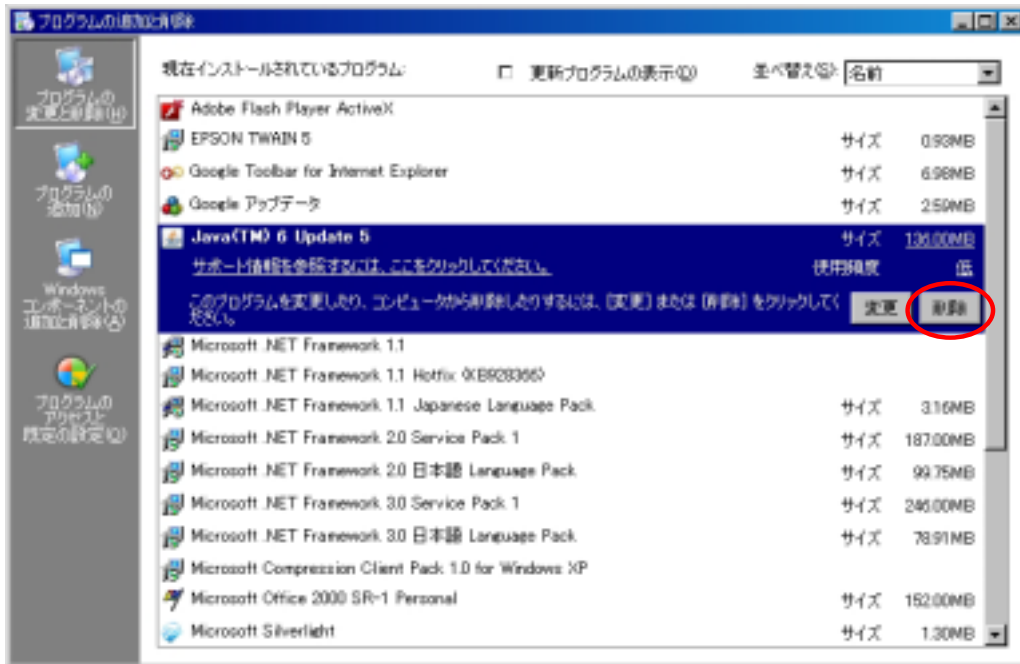 プログラムの追加と削除
プログラムの
変更と削除(H)
プログラムの
追加(N)
Windows
コンポーネントの
追加と削除(A)
プログラムの
アクセスと
既定の設定(O)
現在インストールされているプログラム:
更新プログラムの表示(D)
並べ替え(S): 名前
Adobe Flash Player ActiveX
EPSON TWAIN 5 サイズ 0.93MB
Google Toolbar for Internet Explorer サイズ 6.98MB
Google アップデータ サイズ 2.59MB
Java(TM) 6 Update 5 サイズ 136.00MB
サポート情報を参照するには、ここをクリックしてください。 使用頻度 低
このプログラムを変更したり、コンピュータから削除したりするには、[変更] または [削除] をクリックしてく
ださい。
変更 削除
Microsoft .NET Framework 1.1
Microsoft .NET Framework 1.1 Hotfix (KB928366)
Microsoft .NET Framework 1.1 Japanese Language Pack サイズ 3.16MB
Microsoft .NET Framework 2.0 Service Pack 1 サイズ 187.00MB
Microsoft .NET Framework 2.0 日本語 Language Pack サイズ 99.75MB
Microsoft .NET Framework 3.0 Service Pack 1 サイズ 246.00MB
Microsoft .NET Framework 3.0 日本語 Language Pack サイズ 78.91MB
Microsoft Compression Client Pack 1.0 for Windows XP
Microsoft Office 2000 SR-1 Personal サイズ 152.00MB
Microsoft Silverlight サイズ 1.30MB